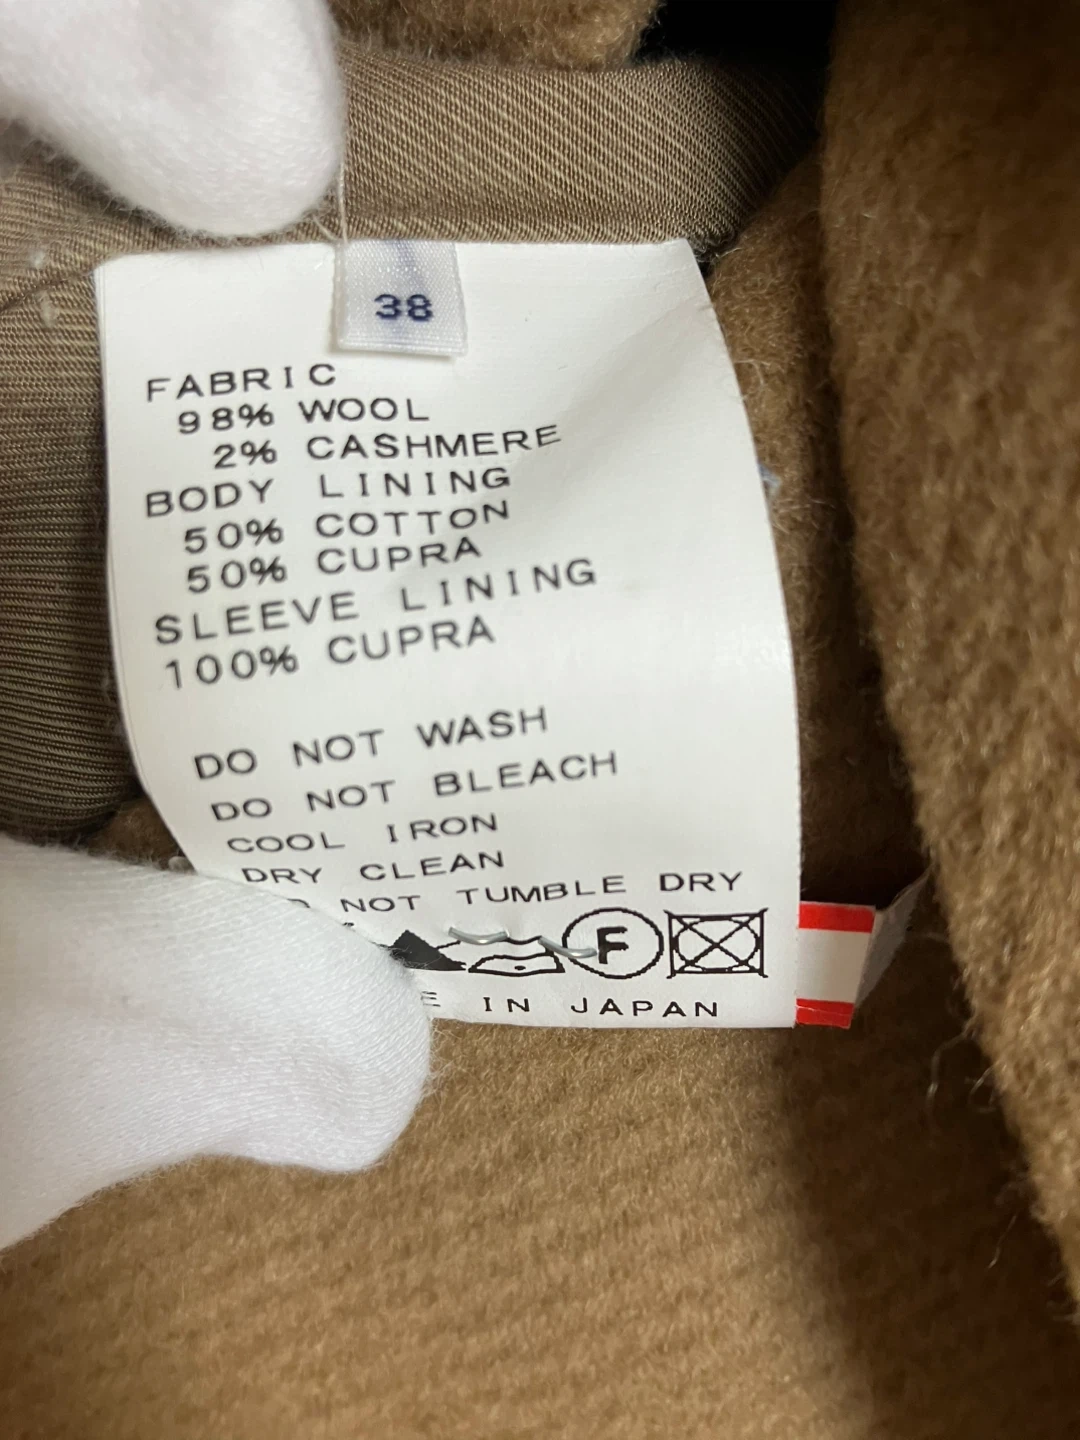 38
FABRIC
98% WOOL
2% CASHMERE
BODY LINING
50% COTTON
50% CUPRA
SLEEVE LINING
100% CUPRA
DO NOT WASH
DO NOT BLEACH
COOL IRON
DRY CLEAN
NOT TUMBLE DRY
F
IN JAPAN